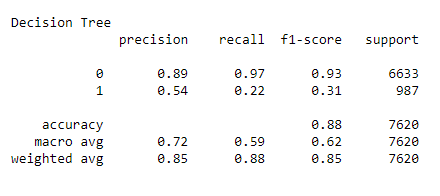 Decision Tree
precision recall f1-score support
0 0.89 0.97 0.93 6633
1 0.54 0.22 0.31 987
accuracy 0.88 7620
macro avg 0.72 0.59 0.62 7620
weighted avg 0.85 0.88 0.85 7620